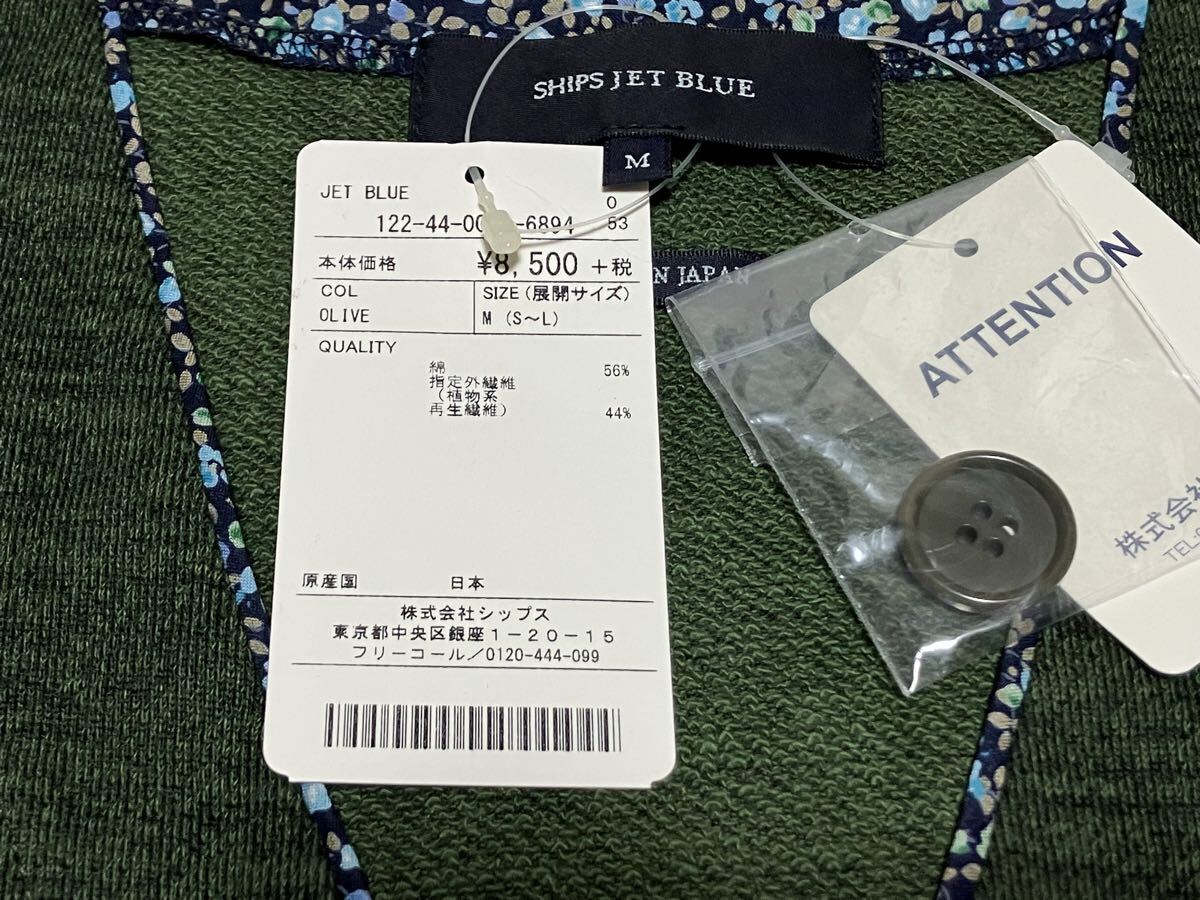 SHIPS JET BLUE
M
JET BLUE
0
122-44-00 -6894
53
本体価格 ¥8,500 +税
COL SIZE(展開サイズ)
OLIVE M (S〜L)
QUALITY
綿 56%
指定外繊維
(植物系
再生繊維) 44%
原産国 日本
株式会社シップス
東京都中央区銀座1-20-15
フリーコール/0120-444-099
N JAPAN
ATTENTION
株式会社
TEL